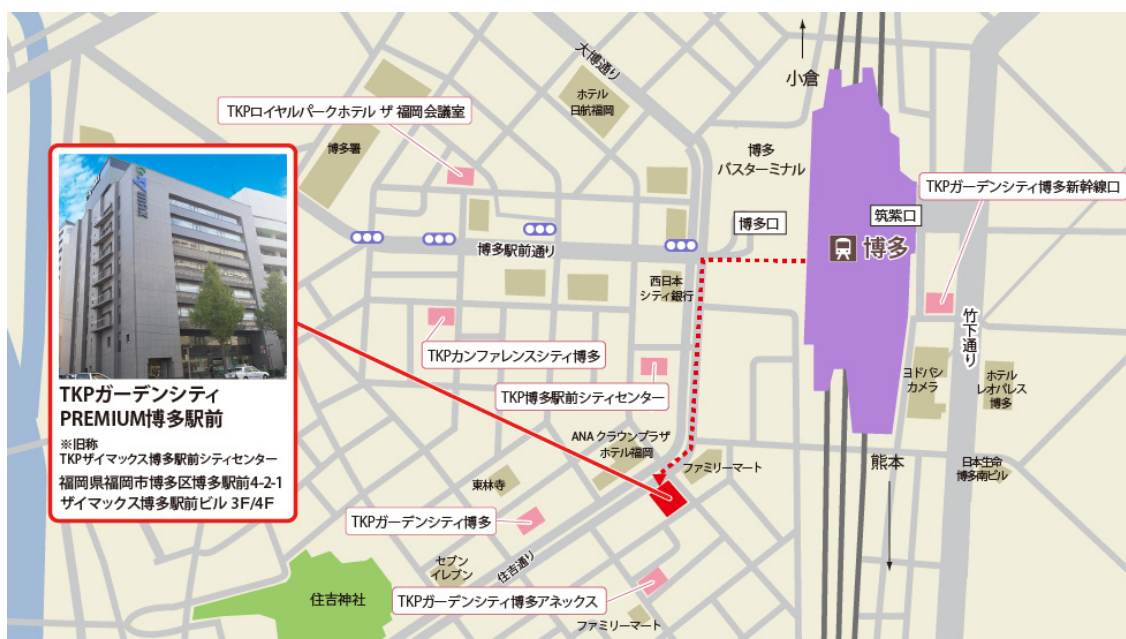 大博通り
小倉
ホテル
日航福岡
TKPロイヤルパークホテル ザ 福岡会議室
博多署
博多
バスターミナル
TKPガーデンシティ博多新幹線口
博多口
筑紫口
博多
博多駅前通り
西日本
シティ銀行
竹下通り
TKPカンファレンスシティ博多
TKP博多駅前シティセンター
ヨドバシ
カメラ
ホテル
レオパレス
博多
TKPガーデンシティ
PREMIUM博多駅前
※旧称
TKPザイマックス博多駅前シティセンター
福岡県福岡市博多区博多駅前4-2-1
ザイマックス博多駅前ビル 3F/4F
ANA クラウンプラザ
ホテル福岡
ファミリーマート
熊本
日本生命
博多南ビル
東林寺
TKPガーデンシティ博多
住吉通り
セブン
イレブン
住吉神社
TKPガーデンシティ博多アネックス
ファミリーマート